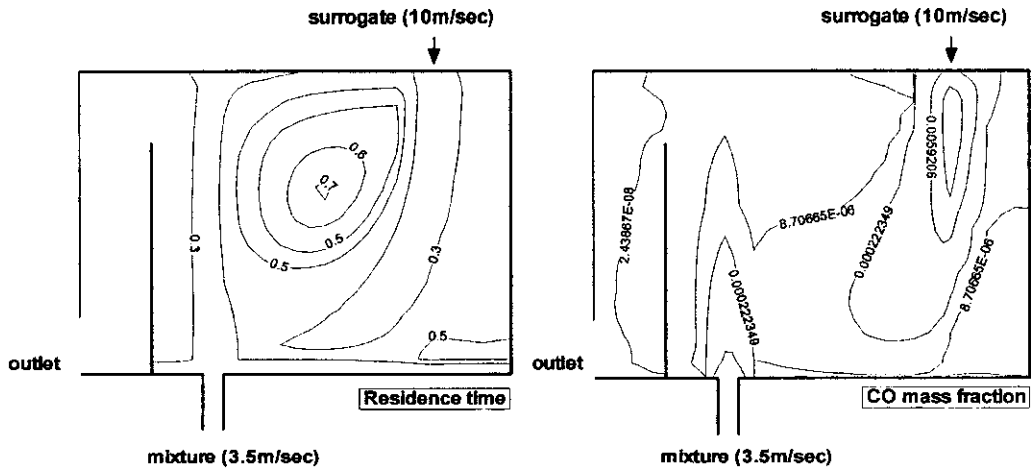 surrogate (10m/sec)
0.6
0.7
0.5
0.5
0.3
0.3
0.5
outlet
Residence time
mixture (3.5m/sec)
surrogate (10m/sec)
0.0059206
2.43867E-08
8.70665E-06
0.000222349
8.70665E-06
0.000222349
outlet
CO mass fraction
mixture (3.5m/sec)